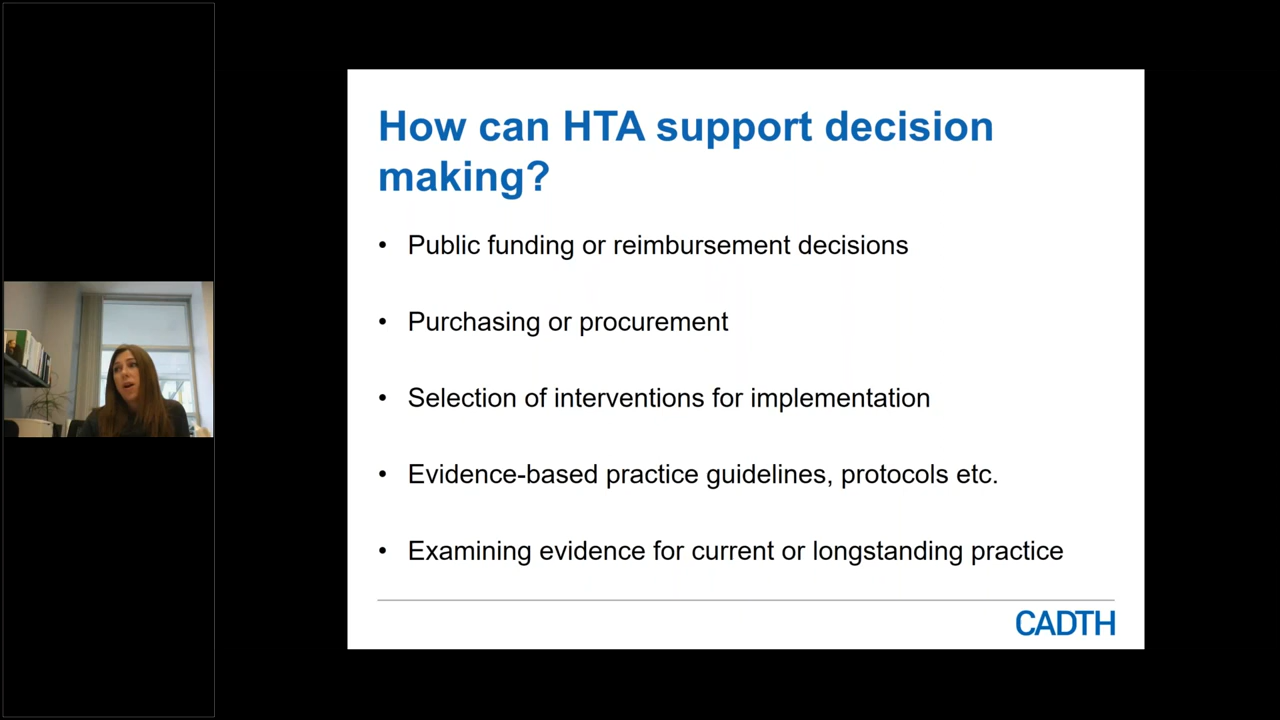 How can HTA support decision
making?
• Public funding or reimbursement decisions
• Purchasing or procurement
• Selection of interventions for implementation
• Evidence-based practice guidelines, protocols etc.
• Examining evidence for current or longstanding practice
CADTH